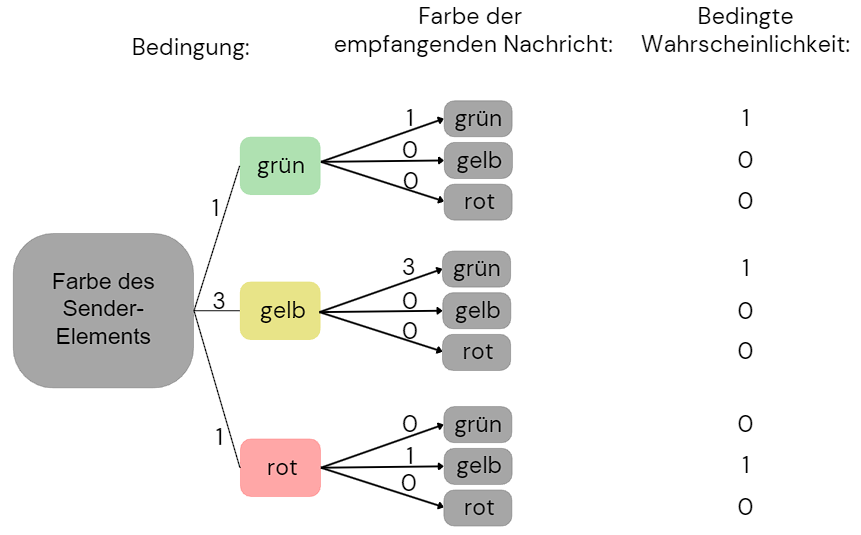 Bedingung:
Farbe der
empfangenden Nachricht:
Bedingte
Wahrscheinlichkeit:
Farbe des
Sender-
Elements
1
grün
1 grün 1
0 gelb 0
0 rot 0
3
gelb
3 grün 1
0 gelb 0
0 rot 0
1
rot
0 grün 0
1 gelb 1
0 rot 0